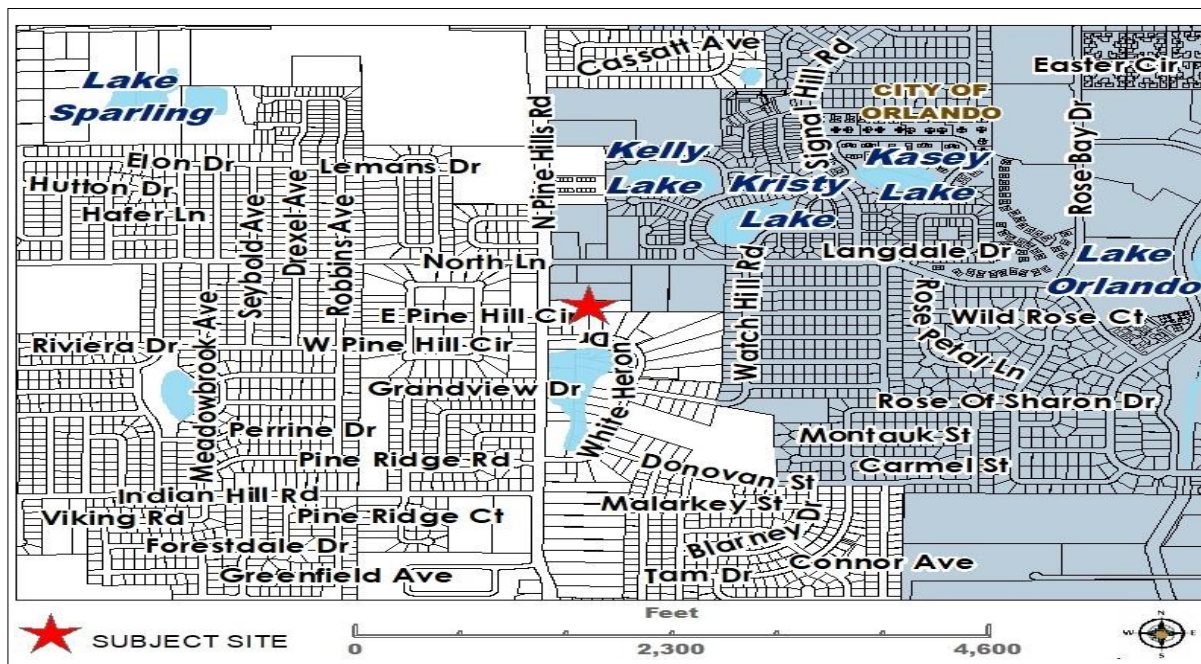 Cassatt Ave
Signal Hill Rd
Easter Cir
Lake
Sparling
CITY OF
ORLANDO
N Pine Hills Rd
Rose Bay Dr
Elon Dr
Lemans Dr
Kelly
Lake
Kasey
Lake
Kristy
Lake
Hutton Dr
Hafer Ln
Seybold Ave
Drexel Ave
Robbins Ave
North Ln
Langdale Dr
Lake
Orlando
Watch Hill Rd
Rose Petal Ln
E Pine Hill Cir
Wild Rose Ct
Riviera Dr
W Pine Hill Cir
Meadowbrook Ave
White Heron Dr
Grandview Dr
Rose Of Sharon Dr
Perrine Dr
Montauk St
Pine Ridge Rd
Donovan St
Carmel St
Indian Hill Rd
Malarkey St
Viking Rd
Pine Ridge Ct
Blarney Dr
Forestdale Dr
Connor Ave
Greenfield Ave
Tam Dr
SUBJECT SITE
Feet
0 2,300 4,600
N
W E
S